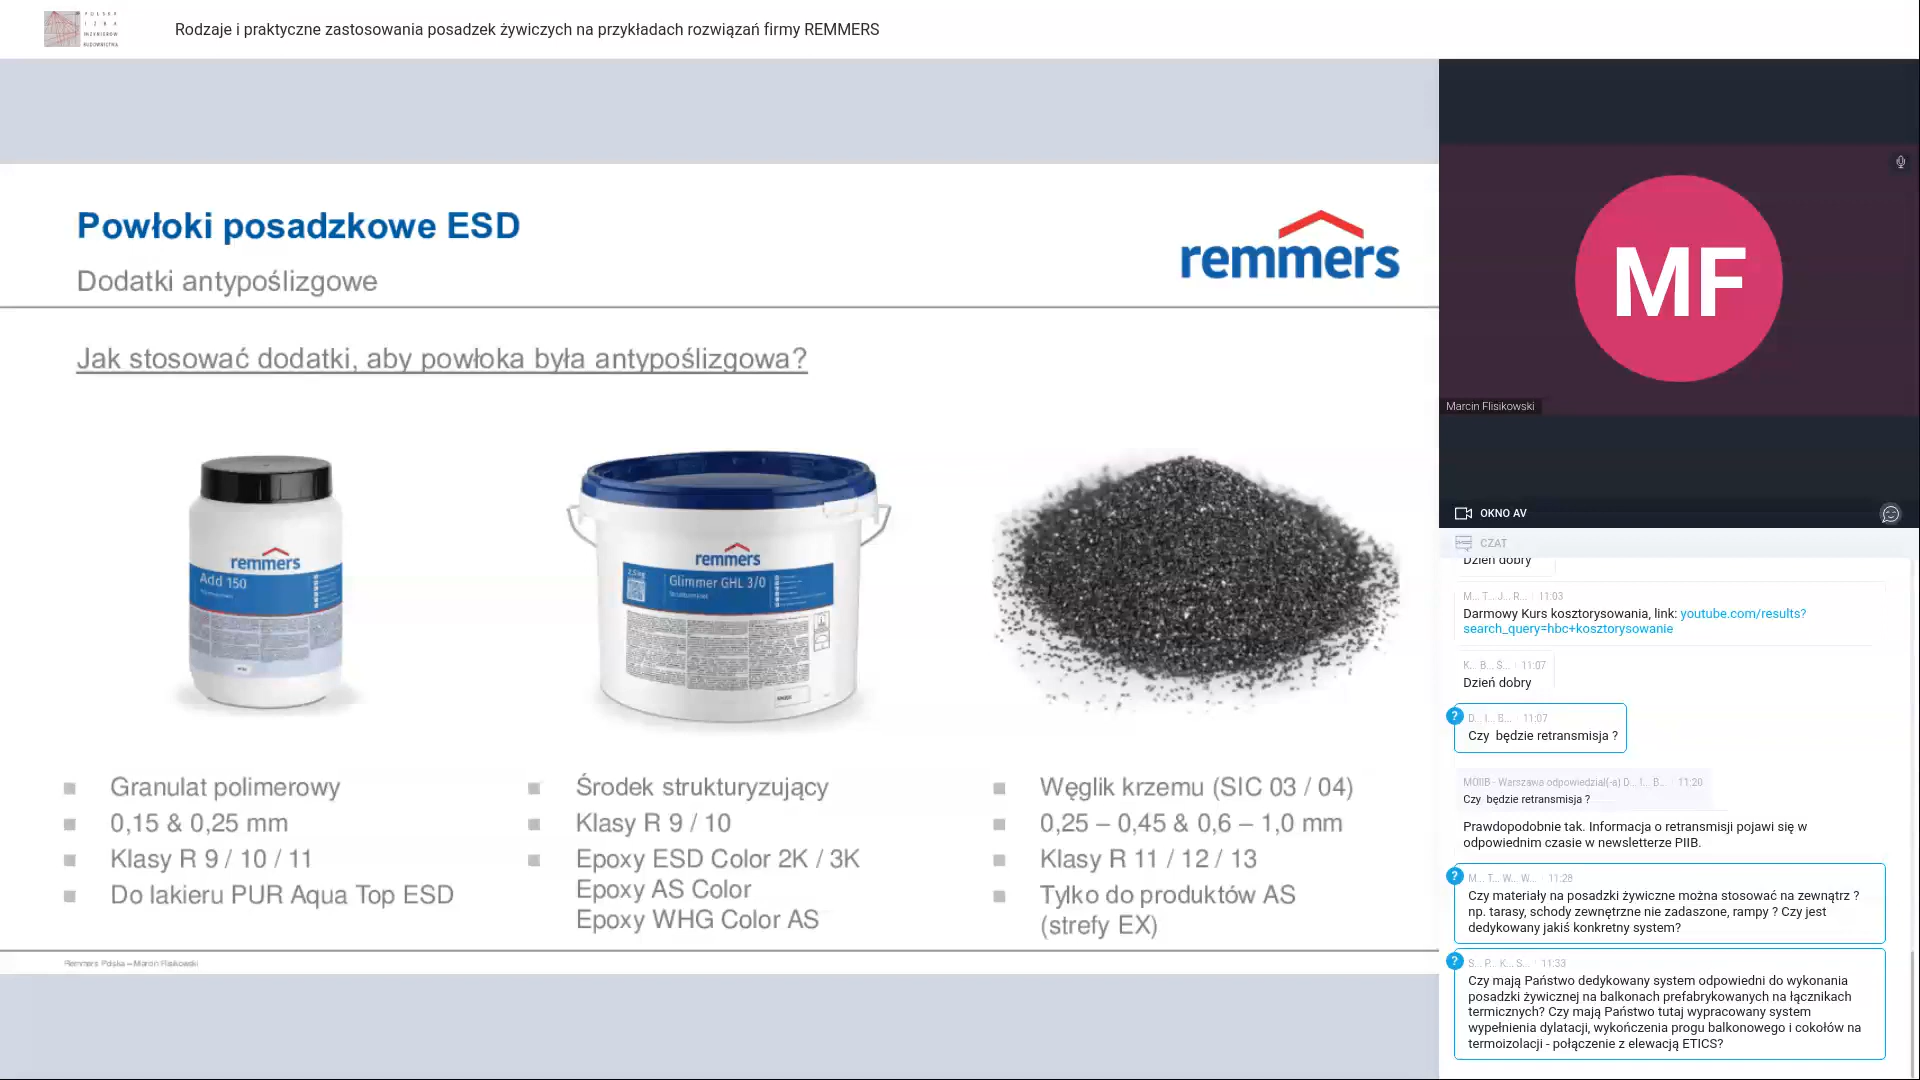 POLSKA
IZBA
INŻYNIERÓW
BUDOWNICTWA
Rodzaje i praktyczne zastosowania posadzek żywiczych na przykładach rozwiązań firmy REMMERS
Powłoki posadzkowe ESD
Dodatki antypoślizgowe
remmers
Jak stosować dodatki, aby powłoka była antypoślizgowa?
remmers
Add 150
remmers
Glimmer GHL 3/0
Granulat polimerowy
0,15 & 0,25 mm
Klasy R 9 / 10 / 11
Do lakieru PUR Aqua Top ESD
Środek strukturyzujący
Klasy R 9 / 10
Epoxy ESD Color 2K / 3K
Epoxy AS Color
Epoxy WHG Color AS
Węglik krzemu (SIC 03 / 04)
0,25 – 0,45 & 0,6 – 1,0 mm
Klasy R 11 / 12 / 13
Tylko do produktów AS
(strefy EX)
Remmers Polska – Marcin Flisikowski
MF
Marcin Flisikowski
OKNO AV
CZAT
Dzień dobry
M... T... J... R... 11:03
Darmowy Kurs kosztorysowania, link: youtube.com/results?
search_query=hbc+kosztorysowanie
K... B... S... 11:07
Dzień dobry
? D... I... B... 11:07
Czy będzie retransmisja ?
MOIIB - Warszawa odpowiedział(-a) D... I... B... 11:20
Czy będzie retransmisja ?
Prawdopodobnie tak. Informacja o retransmisji pojawi się w
odpowiednim czasie w newsletterze PIIB.
? M... T... W... W... 11:28
Czy materiały na posadzki żywiczne można stosować na zewnątrz ?
np. tarasy, schody zewnętrzne nie zadaszone, rampy ? Czy jest
dedykowany jakiś konkretny system?
? S... P... K... S... 11:33
Czy mają Państwo dedykowany system odpowiedni do wykonania
posadzki żywicznej na balkonach prefabrykowanych na łącznikach
termicznych? Czy mają Państwo tutaj wypracowany system
wypełnienia dylatacji, wykończenia progu balkonowego i cokołów na
termoizolacji - połączenie z elewacją ETICS?